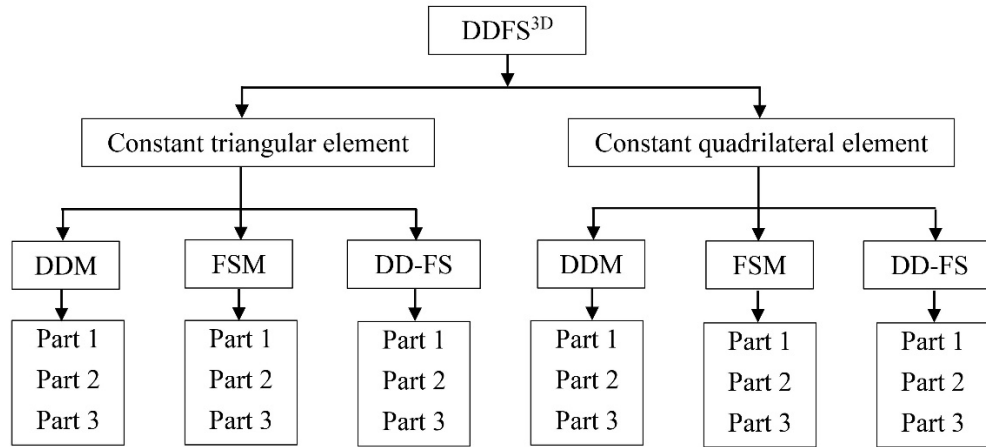 DDFS3D
Constant triangular element
Constant quadrilateral element
DDM
FSM
DD-FS
DDM
FSM
DD-FS
Part 1
Part 2
Part 3
Part 1
Part 2
Part 3
Part 1
Part 2
Part 3
Part 1
Part 2
Part 3
Part 1
Part 2
Part 3
Part 1
Part 2
Part 3